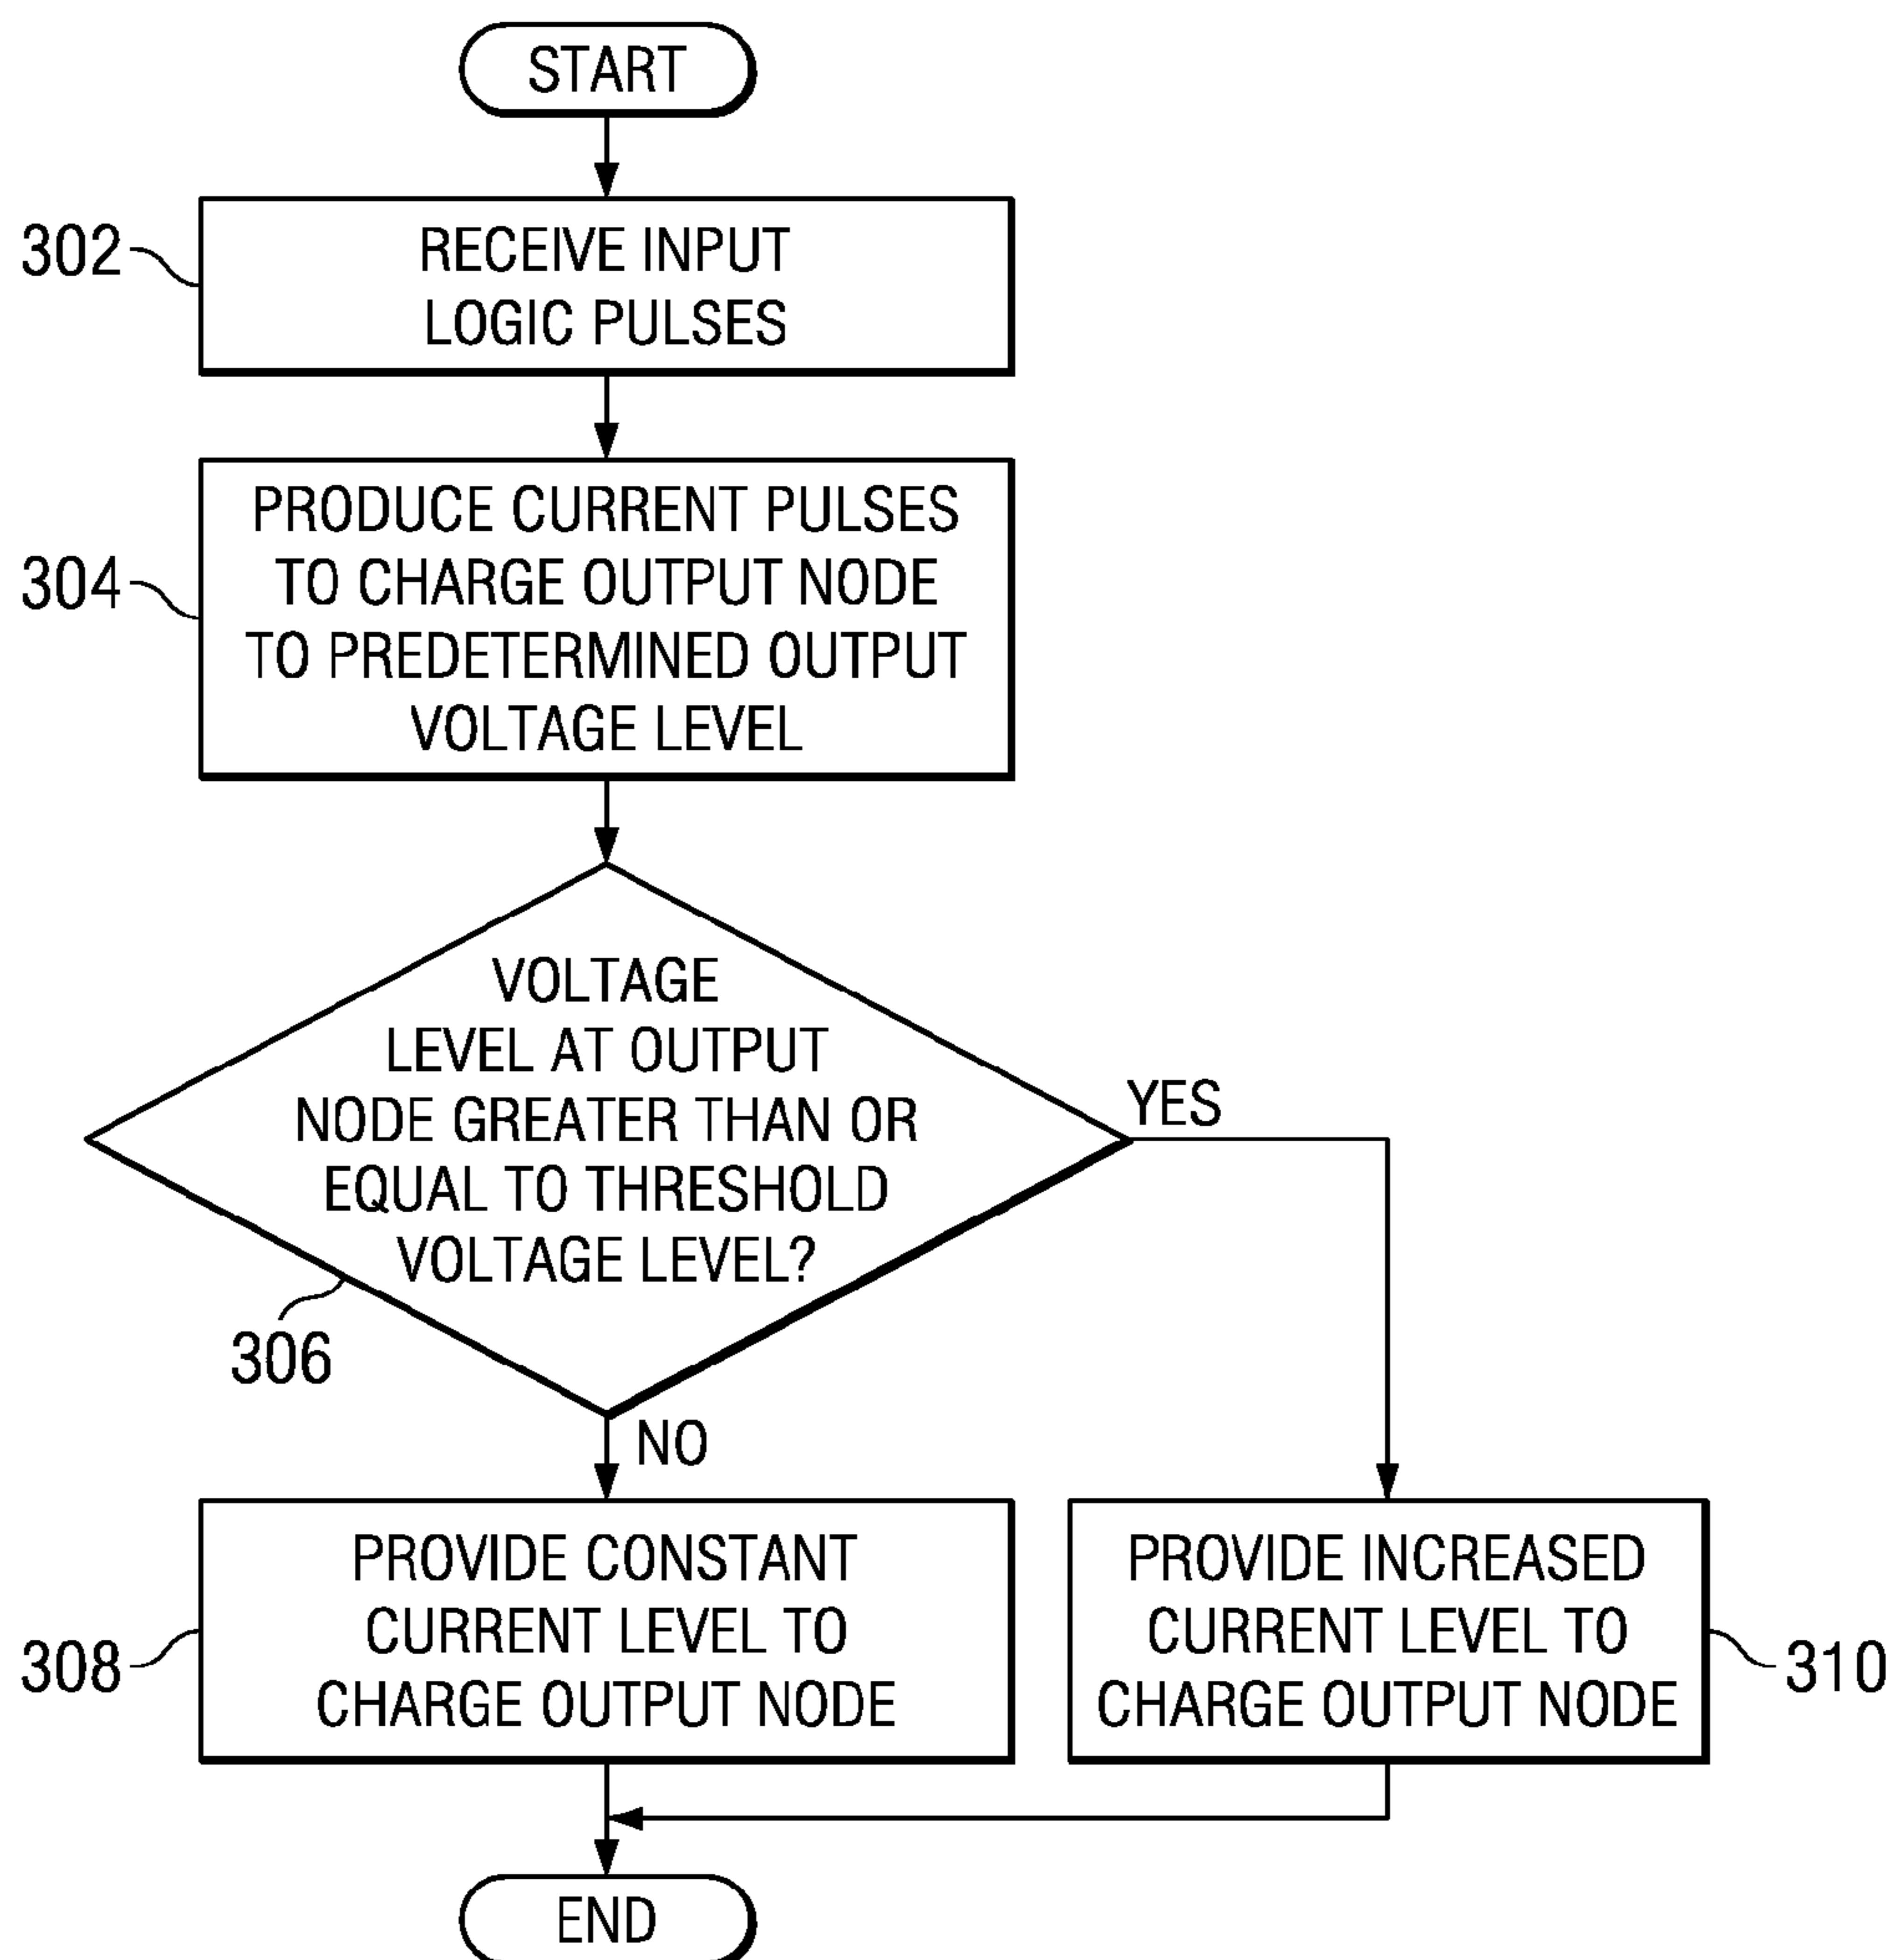 START
302
RECEIVE INPUT
LOGIC PULSES
304
PRODUCE CURRENT PULSES
TO CHARGE OUTPUT NODE
TO PREDETERMINED OUTPUT
VOLTAGE LEVEL
VOLTAGE
LEVEL AT OUTPUT
NODE GREATER THAN OR
EQUAL TO THRESHOLD
VOLTAGE LEVEL?
YES
306
NO
308
PROVIDE CONSTANT
CURRENT LEVEL TO
CHARGE OUTPUT NODE
PROVIDE INCREASED
CURRENT LEVEL TO
CHARGE OUTPUT NODE
310
END